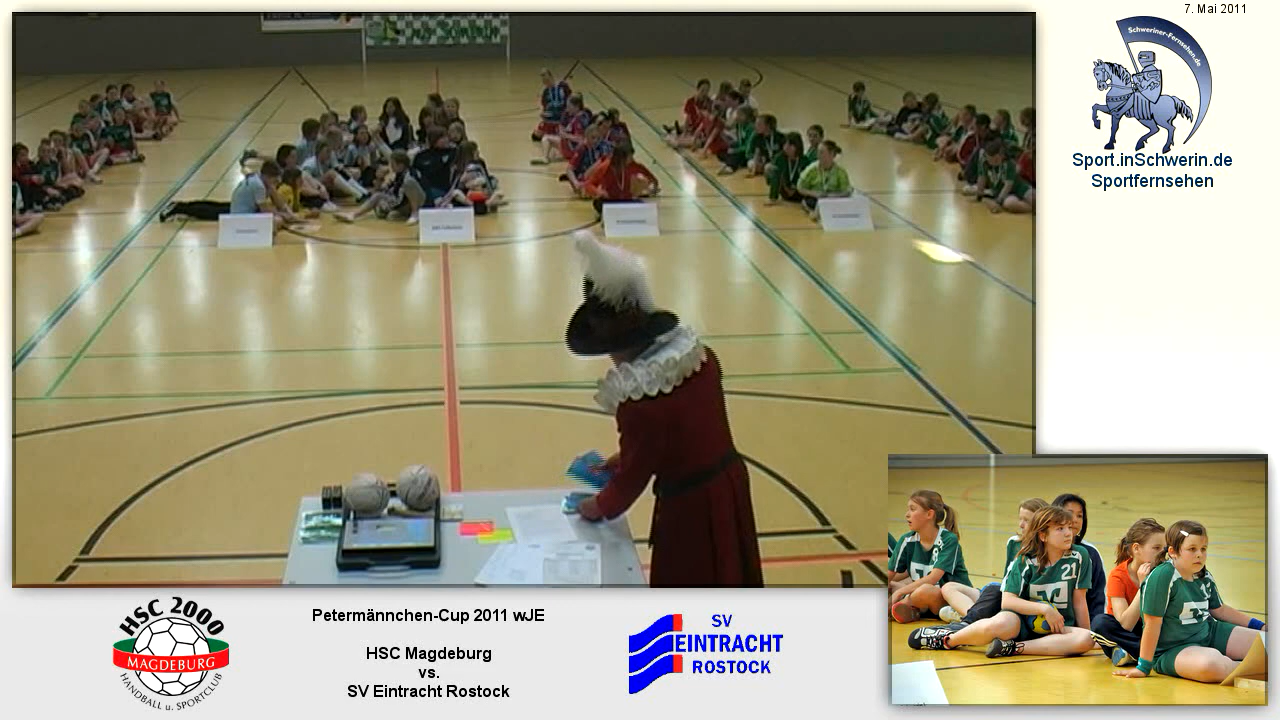 7. Mai 2011
Schweriner-Fernsehen.de
Sport.inSchwerin.de
Sportfernsehen
21
HSC 2000
MAGDEBURG
HANDBALL u. SPORTCLUB
Petermännchen-Cup 2011 wJE
HSC Magdeburg
vs.
SV Eintracht Rostock
SV
EINTRACHT
ROSTOCK